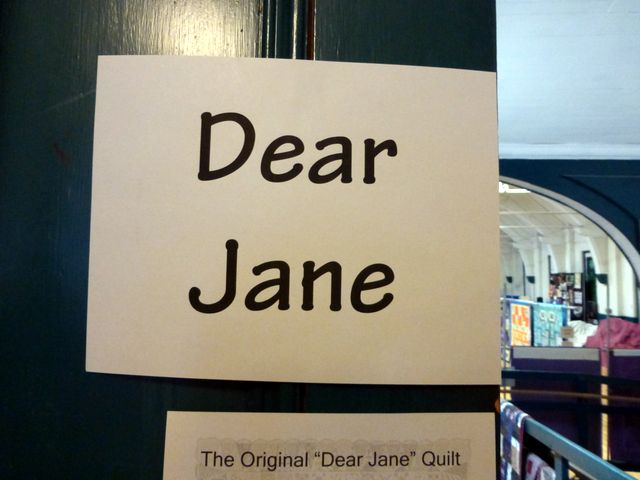 Dear
Jane
The Original “Dear Jane” Quilt